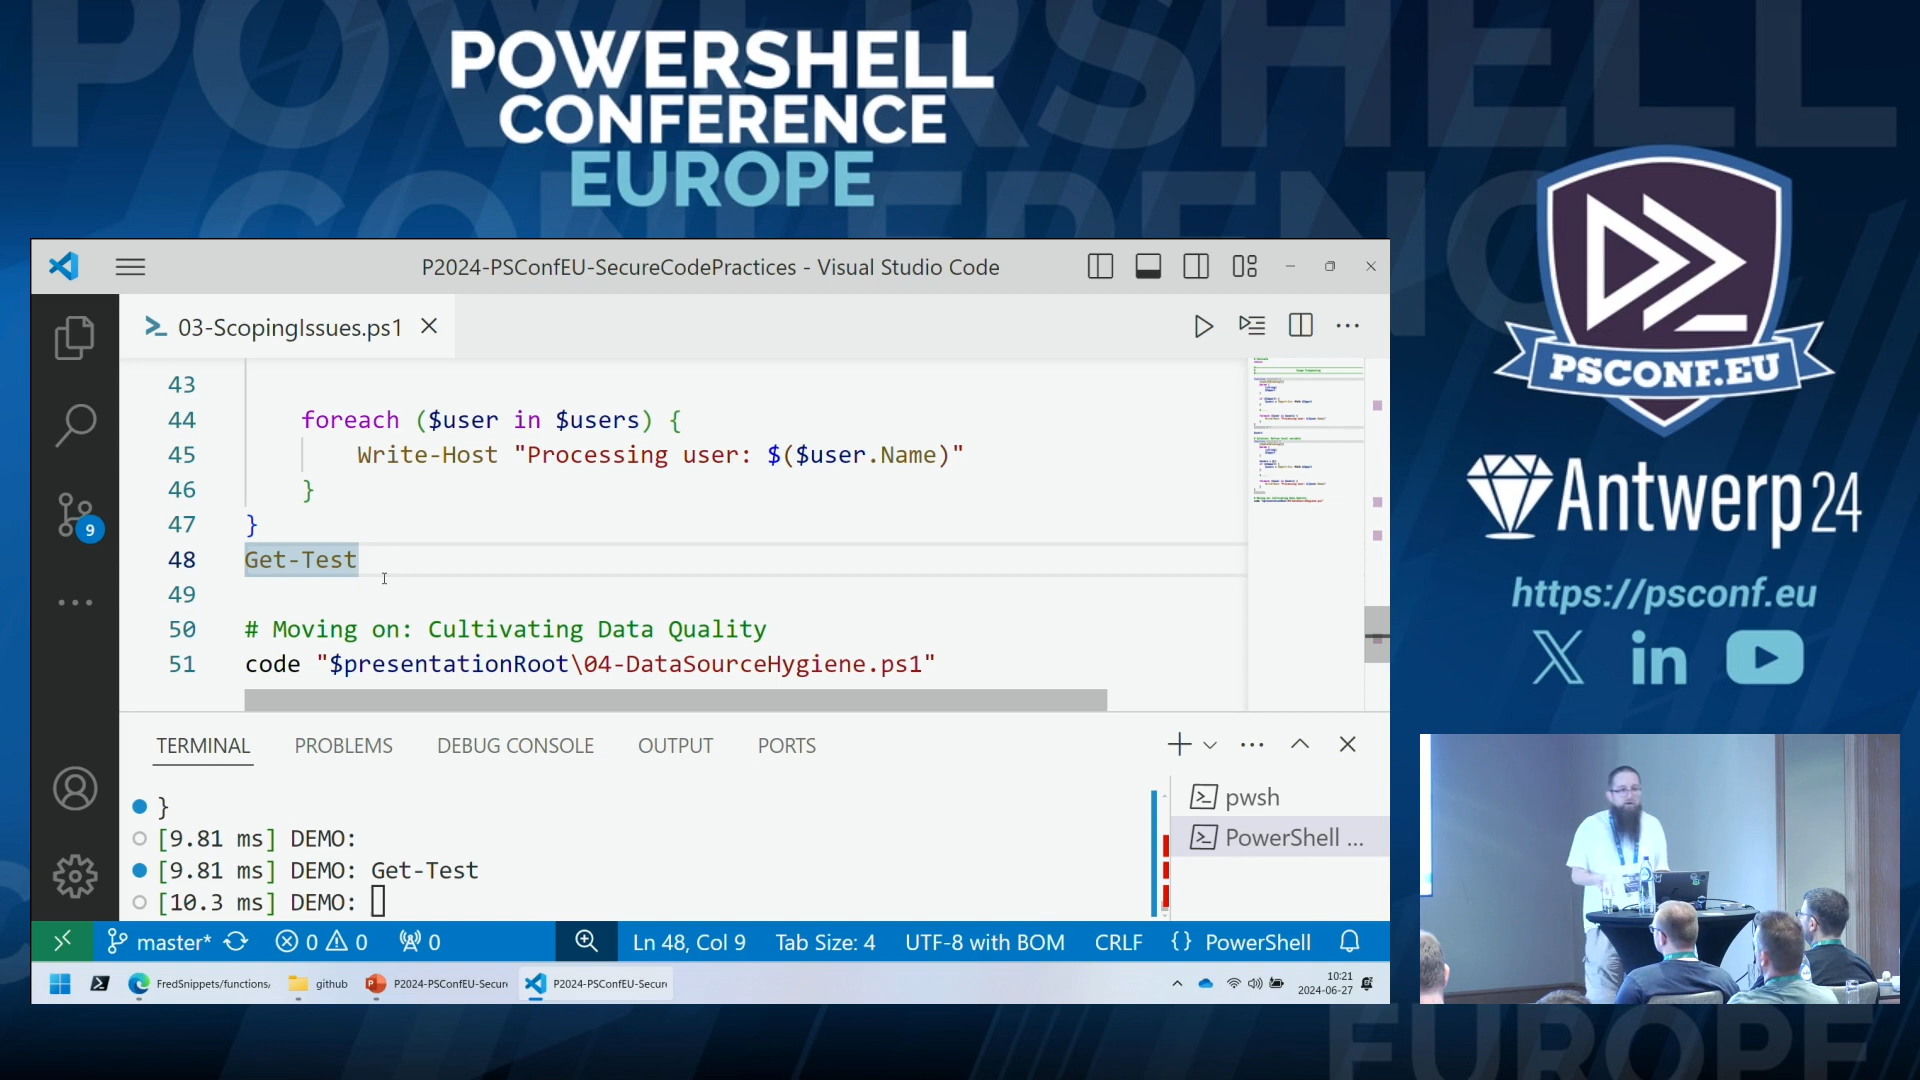 POWERSHELL
CONFERENCE
EUROPE
P2024-PSConfEU-SecureCodePractices - Visual Studio Code
03-ScopingIssues.ps1
43
44 foreach ($user in $users) {
45 Write-Host "Processing user: $($user.Name)"
46 }
47 }
48 Get-Test
49
50 # Moving on: Cultivating Data Quality
51 code "$presentationRoot\04-DataSourceHygiene.ps1"
9
TERMINAL PROBLEMS DEBUG CONSOLE OUTPUT PORTS
}
[9.81 ms] DEMO:
[9.81 ms] DEMO: Get-Test
[10.3 ms] DEMO:
pwsh
PowerShell ...
master* 0 0 0 Ln 48, Col 9 Tab Size: 4 UTF-8 with BOM CRLF {} PowerShell
FredSnippets/functions/ github P2024-PSConfEU-Secur P2024-PSConfEU-Secur
10:21
2024-06-27
PSCONF.EU
Antwerp 24
https://psconf.eu
X in